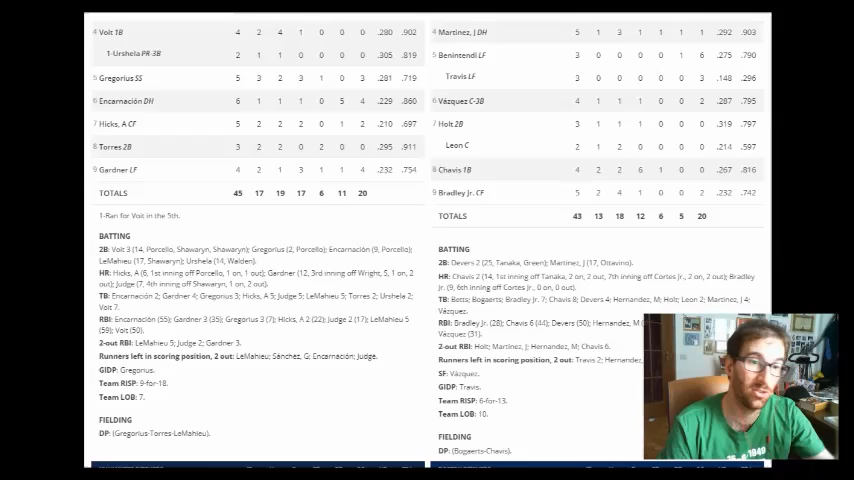 4 Voit 1B 4 2 4 1 0 0 0 .280 .902
1-Urshela PR-3B 2 1 1 0 0 0 0 .305 .819
5 Gregorius SS 5 3 2 3 1 0 3 .281 .719
6 Encarnación DH 6 1 1 1 0 5 4 .229 .860
7 Hicks, A CF 5 2 2 2 0 1 2 .210 .697
8 Torres 2B 3 2 2 0 2 0 0 .295 .911
9 Gardner LF 4 2 1 3 1 1 4 .232 .754
TOTALS 45 17 19 17 6 11 20
1-Ran for Voit in the 5th.
BATTING
2B: Voit 3 (14, Porcello, Shawaryn, Shawaryn); Gregorius (2, Porcello); Encarnación (9, Porcello);
LeMahieu (17, Shawaryn); Urshela (14, Walden).
HR: Hicks, A (6, 1st inning off Porcello, 1 on, 1 out); Gardner (12, 3rd inning off Wright, 5, 1 on, 2
out); Judge (7, 4th inning off Shawaryn, 1 on, 2 out).
TB: Encarnación 2; Gardner 4; Gregorius 3; Hicks, A 5; Judge 5; LeMahieu 5; Torres 2; Urshela 2;
Voit 7.
RBI: Encarnación (55); Gardner 3 (35); Gregorius 3 (7); Hicks, A 2 (22); Judge 2 (17); LeMahieu 5
(59); Voit (50).
2-out RBI: LeMahieu 5; Judge 2; Gardner 3.
Runners left in scoring position, 2 out: LeMahieu; Sánchez, G; Encarnación; Judge.
GIDP: Gregorius.
Team RISP: 9-for-18.
Team LOB: 7.
FIELDING
DP: (Gregorius-Torres-LeMahieu).
4 Martinez, J DH 5 1 3 1 1 1 1 .292 .903
5 Benintendi LF 3 0 0 0 0 1 6 .275 .790
Travis LF 3 0 0 0 0 0 3 .148 .296
6 Vázquez C-3B 4 1 1 1 0 0 2 .287 .795
7 Holt 2B 3 1 1 1 0 0 0 .319 .797
Leon C 2 1 2 0 0 0 0 .214 .597
8 Chavis 1B 4 2 2 6 1 0 0 .267 .816
9 Bradley Jr. CF 5 2 4 1 0 0 2 .232 .742
TOTALS 43 13 18 12 6 5 20
BATTING
2B: Devers 2 (25, Tanaka, Green); Martinez, J (17, Ottavino).
HR: Chavis 2 (14, 1st inning off Tanaka, 2 on, 2 out, 7th inning off Cortes Jr., 2 on, 2 out); Bradley
Jr. (9, 6th inning off Cortes Jr., 0 on, 0 out).
TB: Betts; Bogaerts; Bradley Jr. 7; Chavis 8; Devers 4; Hernandez, M; Holt; Leon 2; Martinez, J 4;
Vázquez.
RBI: Bradley Jr. (28); Chavis 6 (44); Devers (50); Hernandez, M
Vázquez (31).
2-out RBI: Holt; Martinez, J; Hernandez, M; Chavis 6.
Runners left in scoring position, 2 out: Travis 2; Hernandez,
SF: Vázquez.
GIDP: Travis.
Team RISP: 6-for-13.
Team LOB: 10.
FIELDING
DP: (Bogaerts-Chavis).